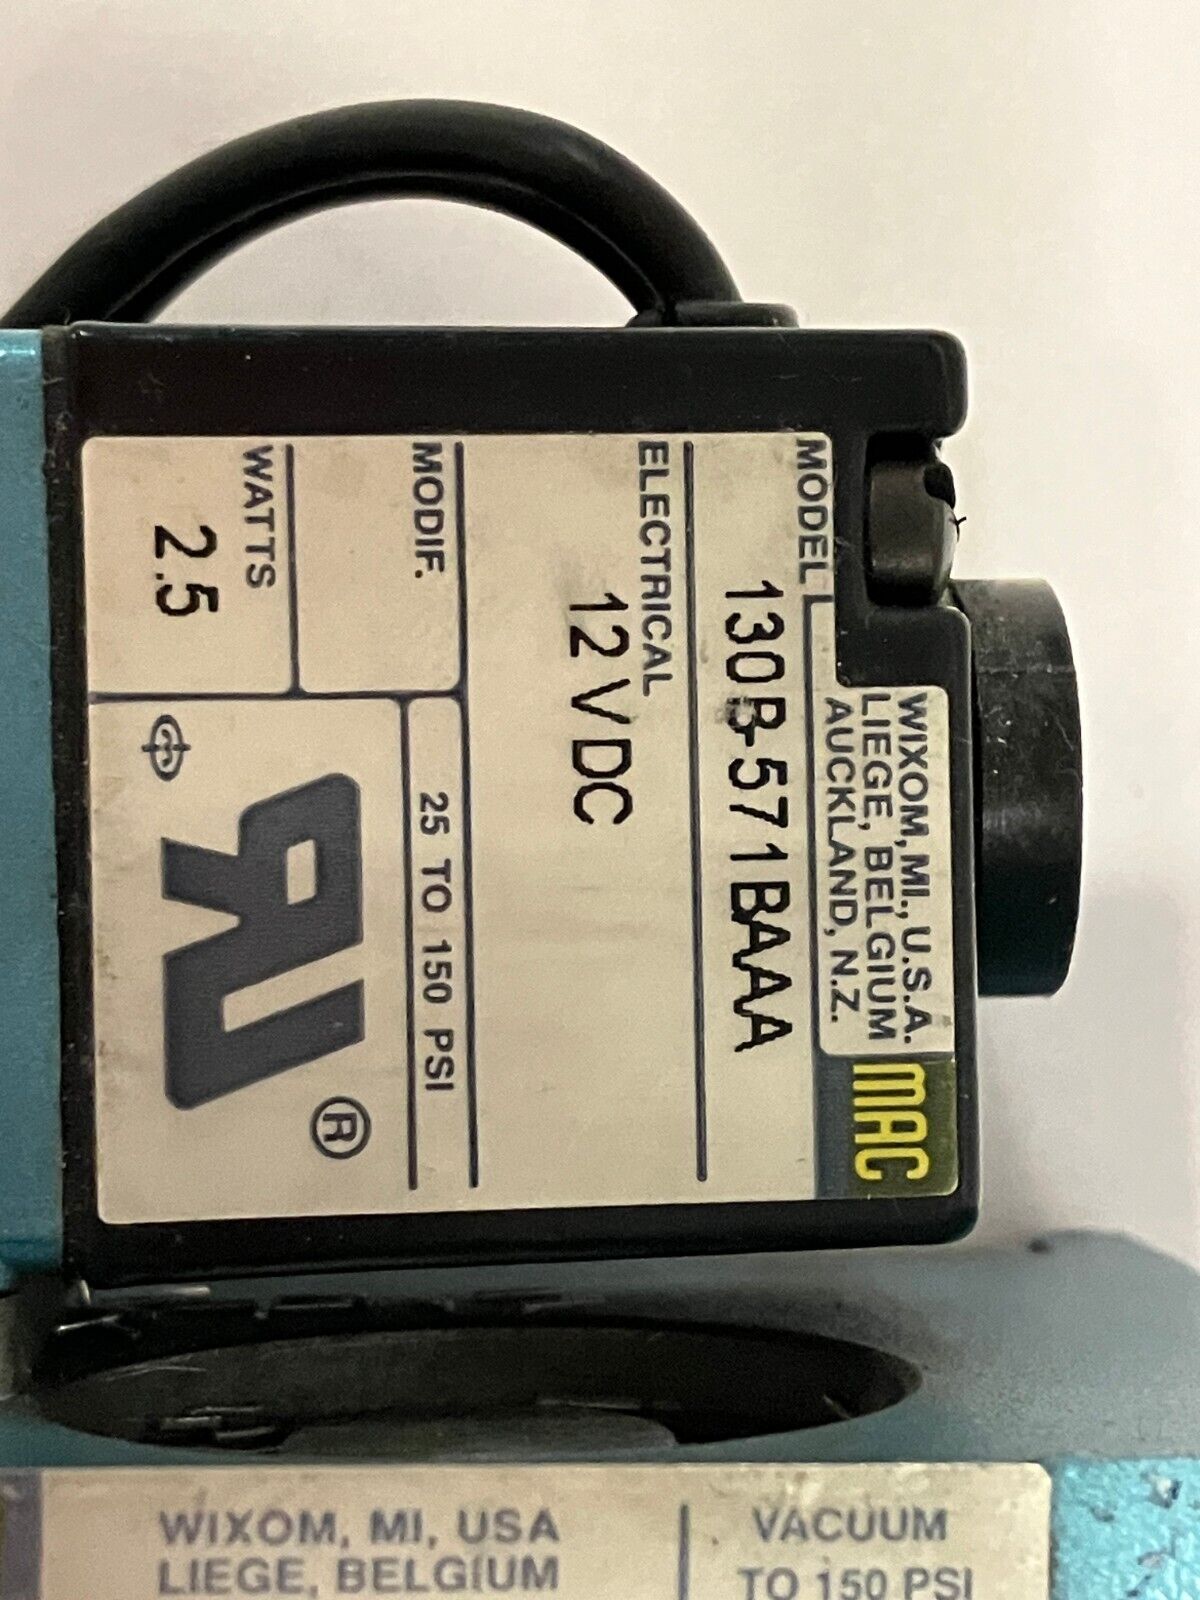 WIXOM, MI., U.S.A.
LIEGE, BELGIUM
AUCKLAND, N.Z.
MAC
MODEL
130B-571BAAA
ELECTRICAL
12 VDC
MODIF.
25 TO 150 PSI
WATTS
2.5
®
WIXOM, MI, USA
LIEGE, BELGIUM
VACUUM
TO 150 PSI